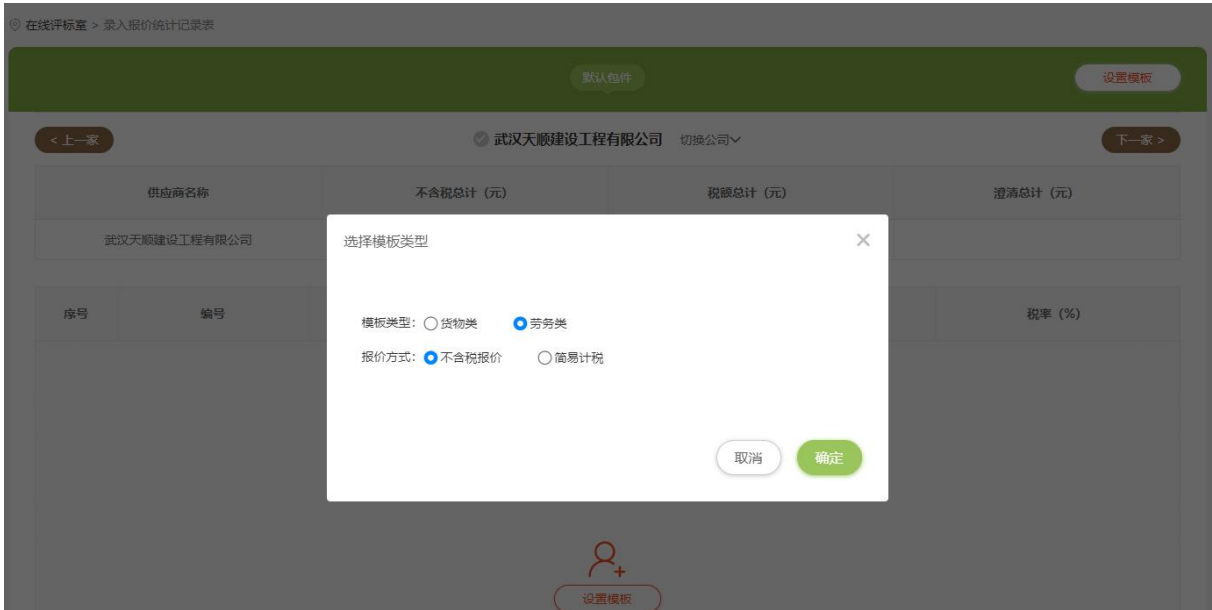 在线评标室 > 录入报价统计记录表
默认包件
设置模板
< 上一家
武汉天顺建设工程有限公司 切换公司
下一家 >
供应商名称 不含税总计（元） 税额总计（元） 澄清总计（元）
武汉天顺建设工程有限公司
选择模板类型
序号 编号 税率（%）
模板类型： 货物类 劳务类
报价方式： 不含税报价 简易计税
取消 确定
设置模板